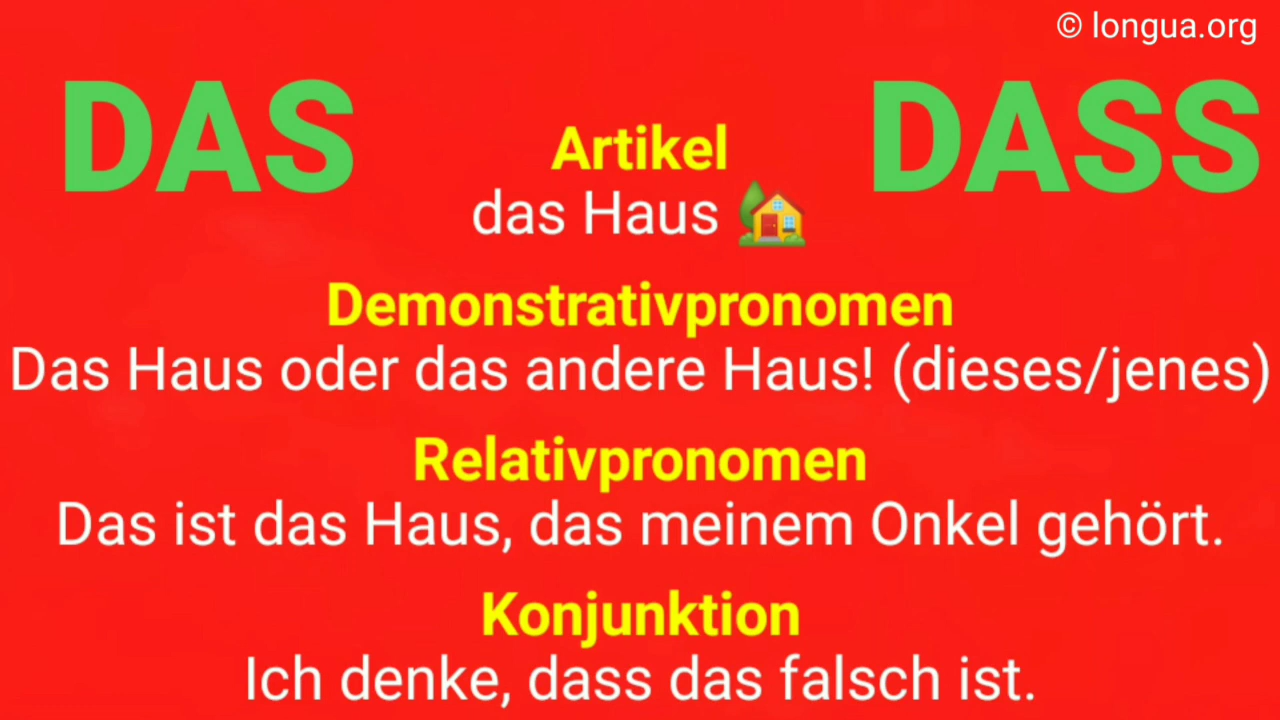 © longua.org
DAS
DASS
Artikel
das Haus
Demonstrativpronomen
Das Haus oder das andere Haus! (dieses/jenes)
Relativpronomen
Das ist das Haus, das meinem Onkel gehört.
Konjunktion
Ich denke, dass das falsch ist.